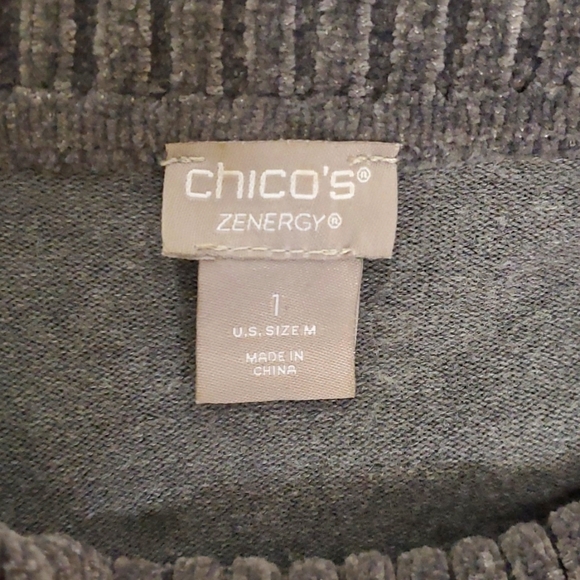 chico's®
ZENERGY®
1
U.S. SIZE M
MADE IN
CHINA